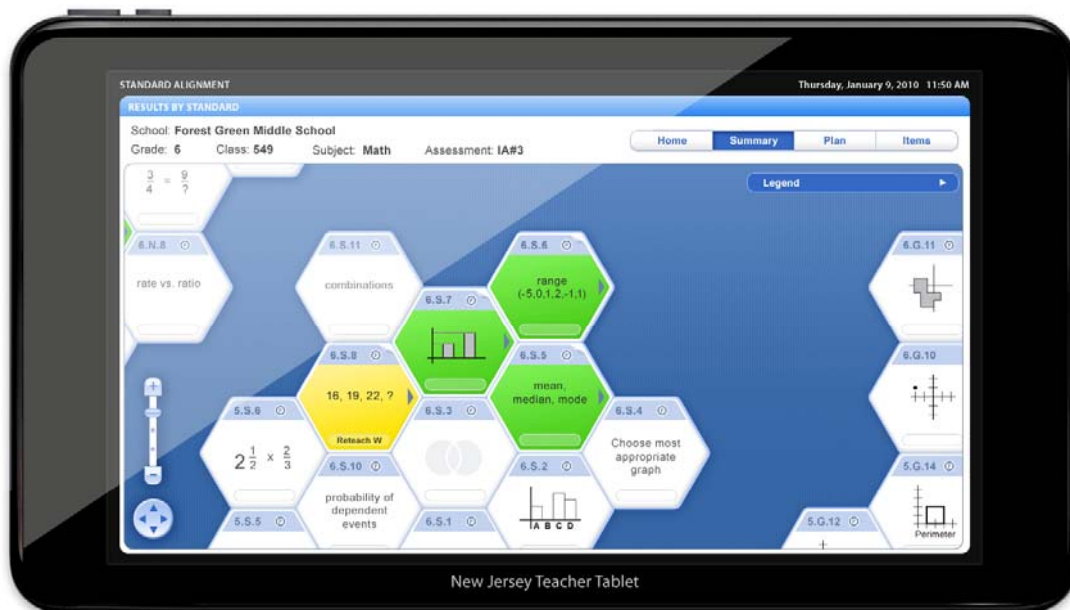 STANDARD ALIGNMENT
Thursday, January 9, 2010 11:50 AM
RESULTS BY STANDARD
School: Forest Green Middle School
Grade: 6 Class: 549 Subject: Math Assessment: IA#3
Home Summary Plan Items
Legend
3/4 = 9/?
6.N.8
rate vs. ratio
6.S.11
combinations
6.S.6
range
(-5,0,1,2,-1,1)
6.S.7
6.S.8
16, 19, 22, ?
Reteach W
6.S.5
mean,
median, mode
6.G.11
6.G.10
5.S.6
2 1/2 x 2/3
6.S.3
6.S.4
Choose most
appropriate
graph
6.S.10
probability of
dependent
events
6.S.2
A B C D
5.G.14
Perimeter
5.S.5
6.S.1
5.G.12
New Jersey Teacher Tablet